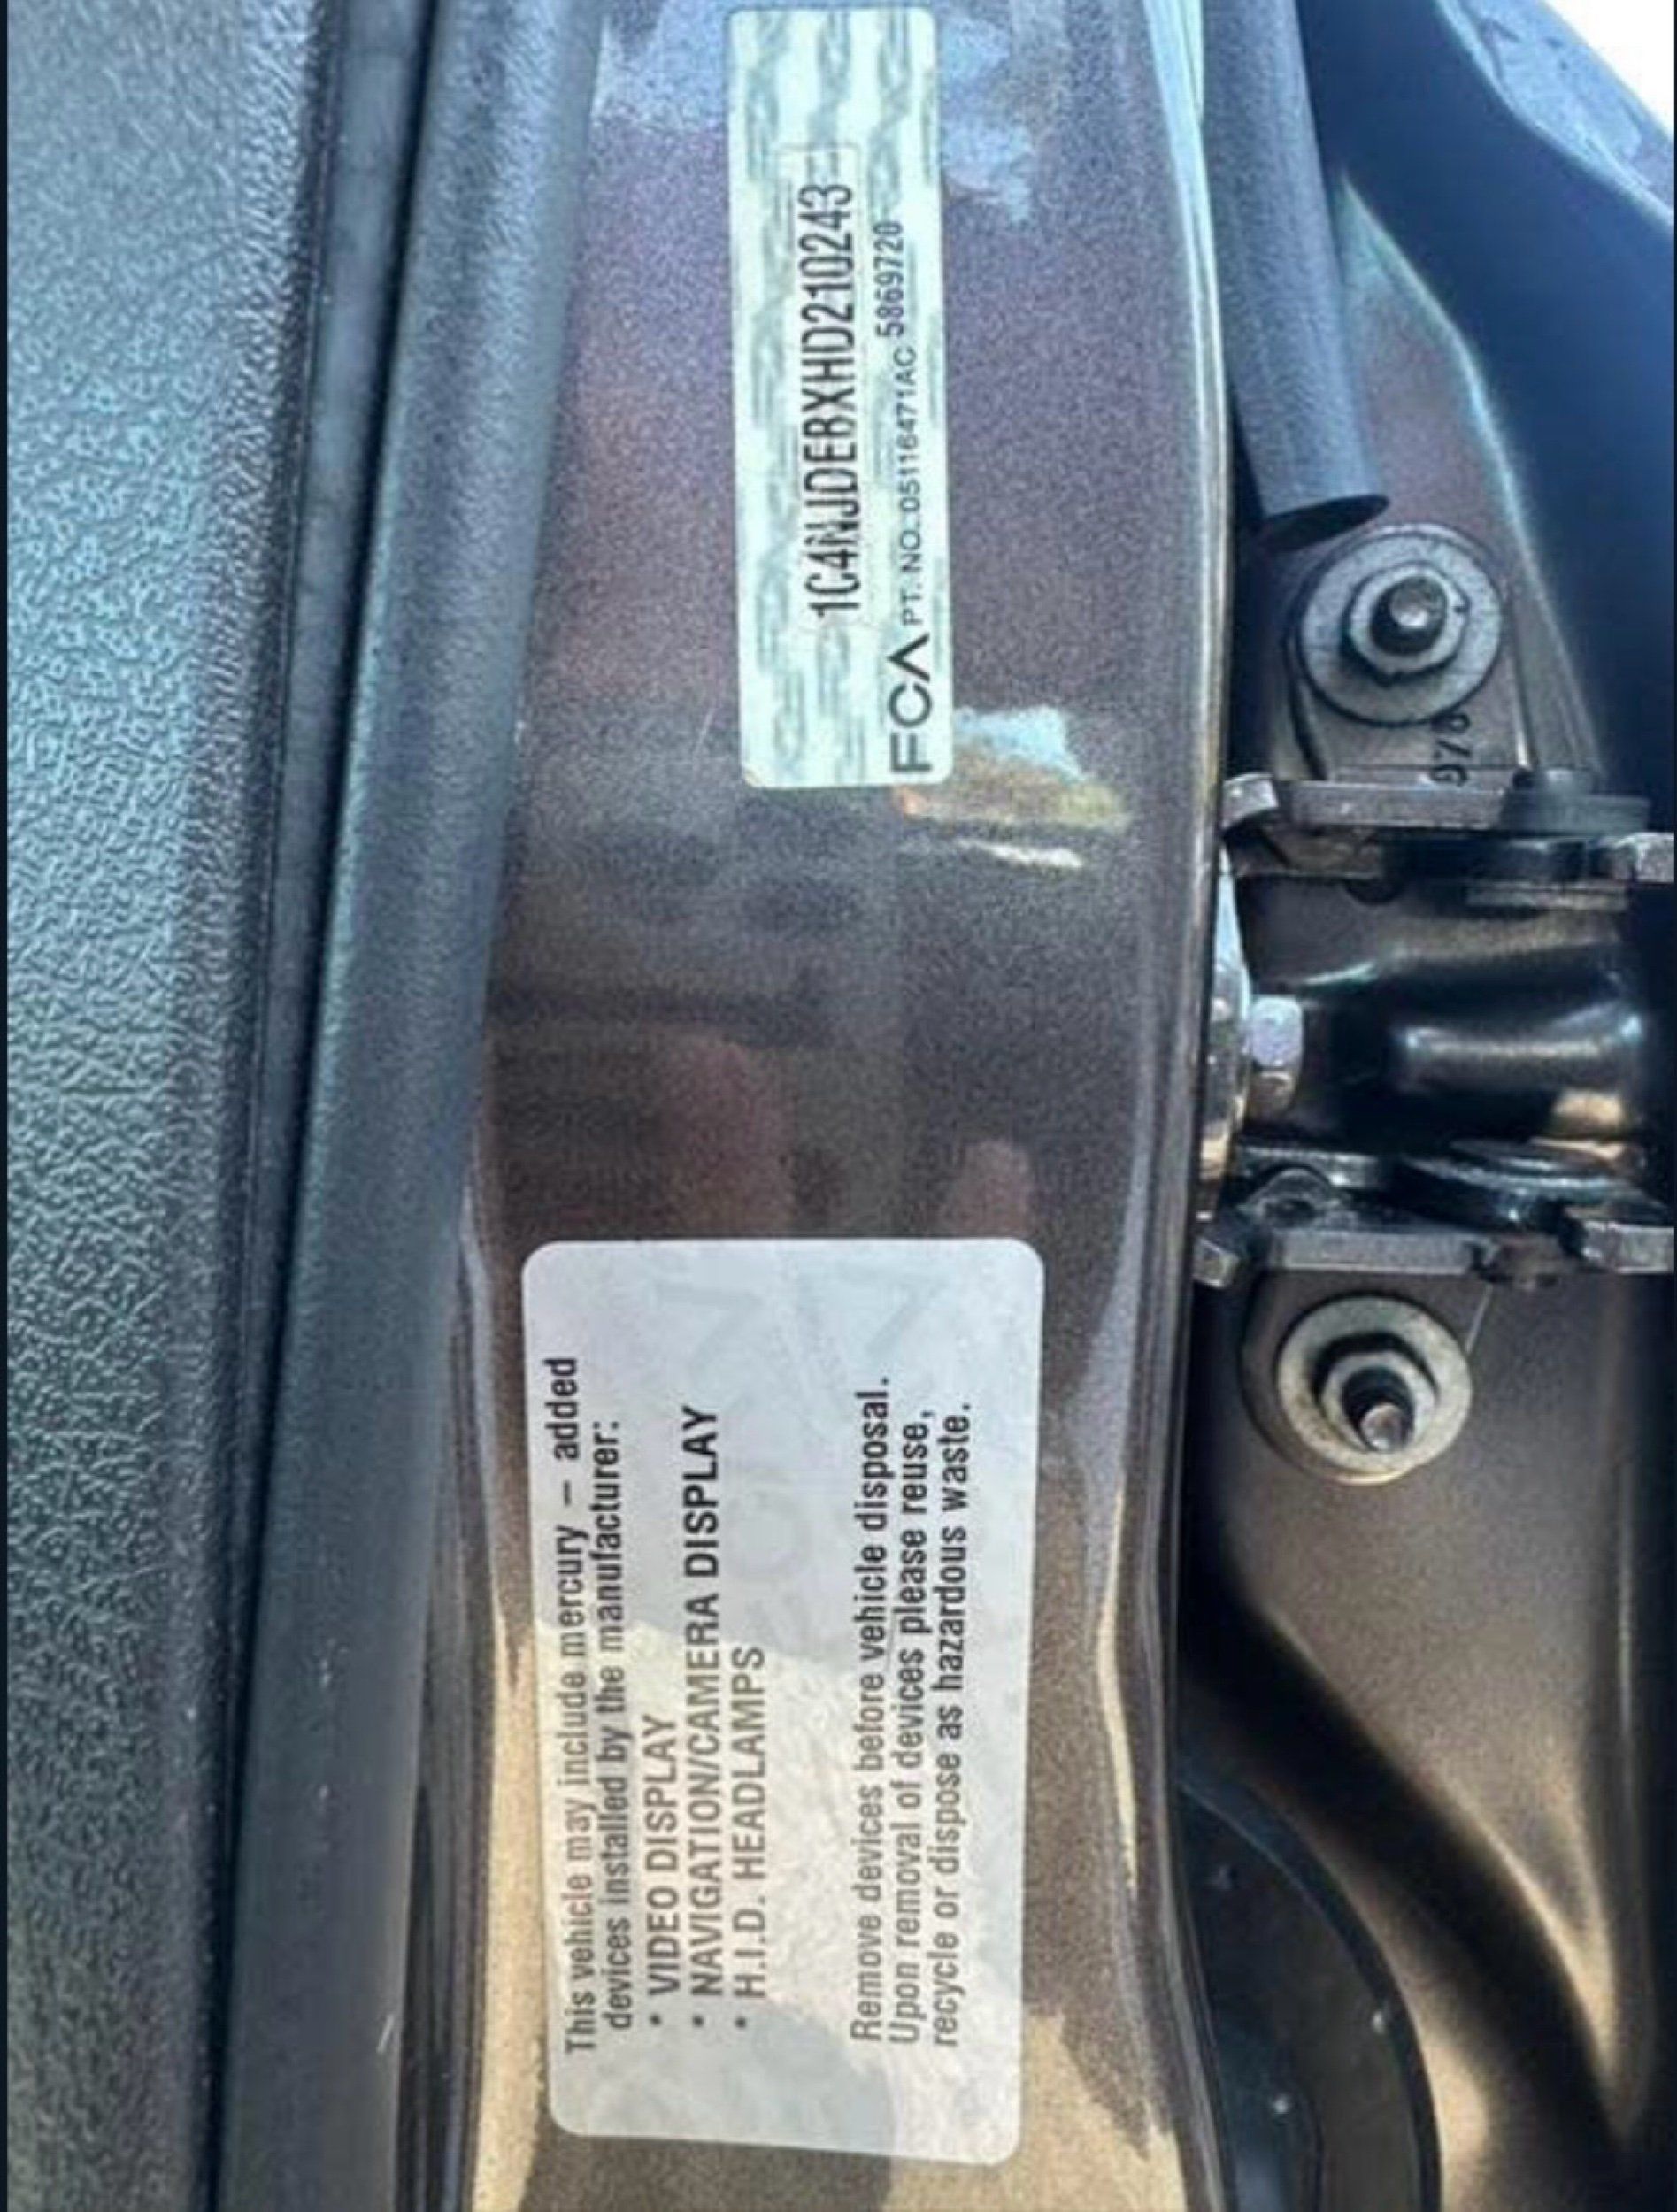 1C4NJDEBXHD210243
FCA PT. NO. 05116471AC 5869720
This vehicle may include mercury – added
devices installed by the manufacturer:
* VIDEO DISPLAY
* NAVIGATION/CAMERA DISPLAY
* H.I.D. HEADLAMPS
Remove devices before vehicle disposal.
Upon removal of devices please reuse,
recycle or dispose as hazardous waste.